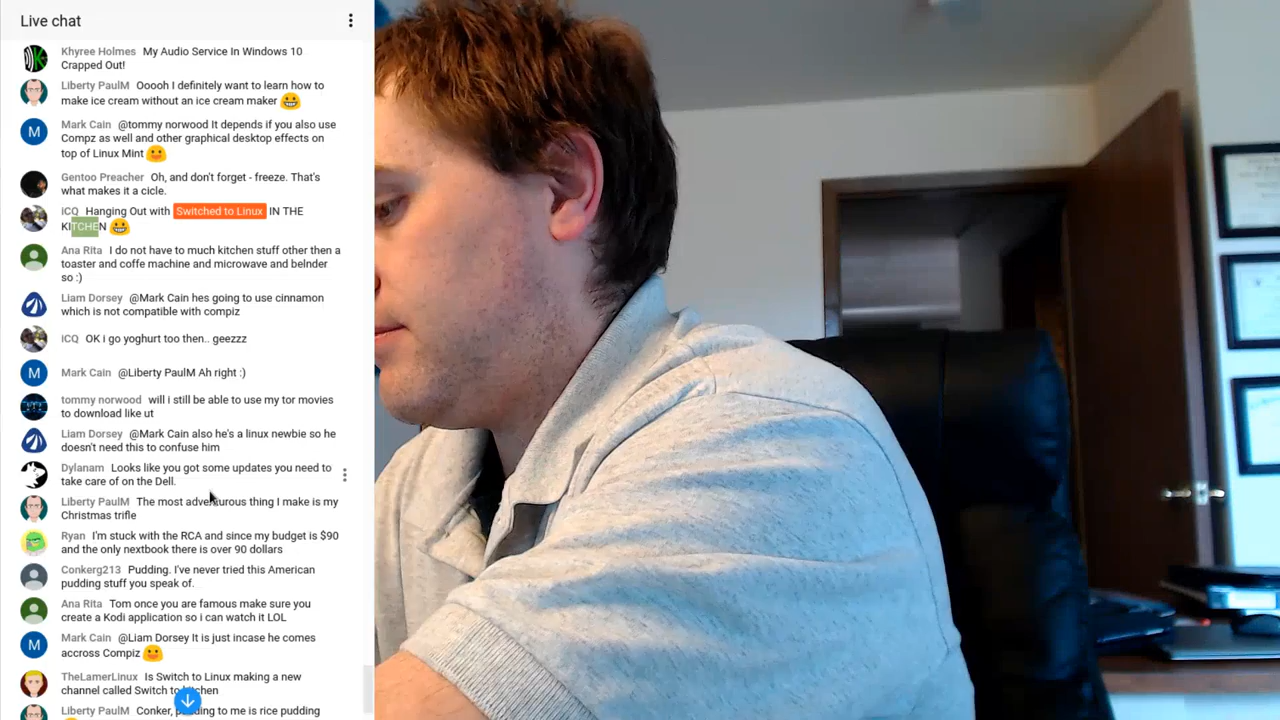 Live chat
Khyree Holmes My Audio Service In Windows 10
Crapped Out!
Liberty PaulM Ooooh I definitely want to learn how to
make ice cream without an ice cream maker
M Mark Cain @tommy norwood It depends if you also use
Compz as well and other graphical desktop effects on
top of Linux Mint
Gentoo Preacher Oh, and don't forget - freeze. That's
what makes it a cicle.
ICQ Hanging Out with Switched to Linux IN THE
KITCHEN
Ana Rita I do not have to much kitchen stuff other then a
toaster and coffe machine and microwave and belnder
so :)
Liam Dorsey @Mark Cain hes going to use cinnamon
which is not compatible with compiz
ICQ OK i go yoghurt too then.. geezzz
M Mark Cain @Liberty PaulM Ah right :)
tommy norwood will i still be able to use my tor movies
to download like ut
Liam Dorsey @Mark Cain also he's a linux newbie so he
doesn't need this to confuse him
Dylanam Looks like you got some updates you need to
take care of on the Dell.
Liberty PaulM The most adventurous thing I make is my
Christmas trifle
Ryan I'm stuck with the RCA and since my budget is $90
and the only nextbook there is over 90 dollars
Conkerg213 Pudding. I've never tried this American
pudding stuff you speak of.
Ana Rita Tom once you are famous make sure you
create a Kodi application so i can watch it LOL
M Mark Cain @Liam Dorsey It is just incase he comes
accross Compiz
TheLamerLinux Is Switch to Linux making a new
channel called Switch to kitchen
Liberty PaulM Conker, pudding to me is rice pudding